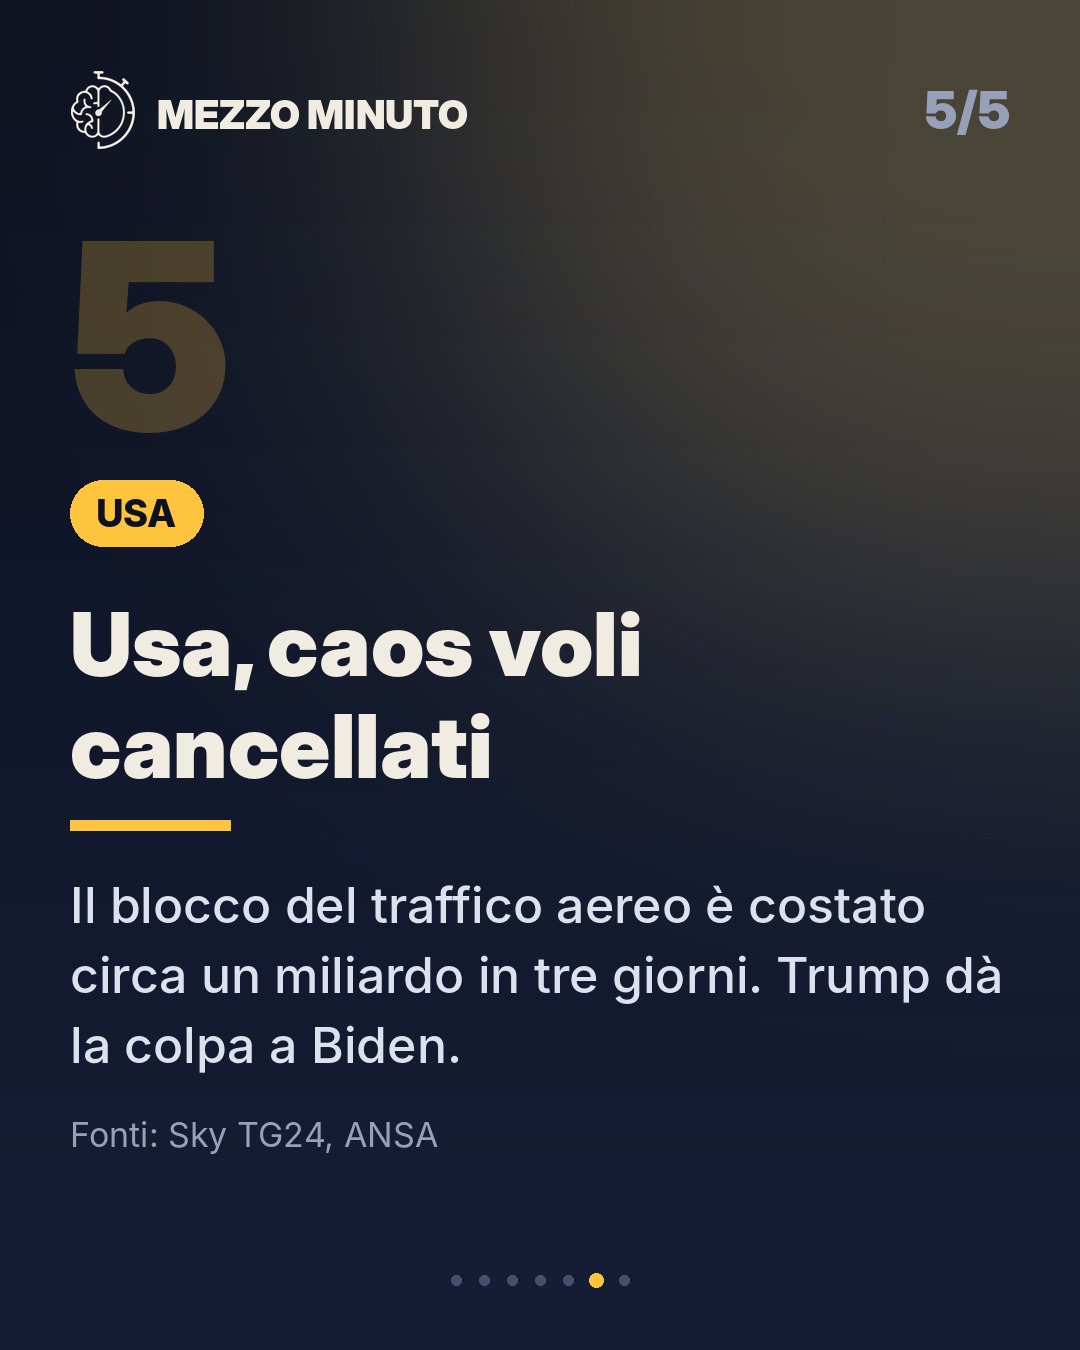 MEZZO MINUTO
5/5
5
USA
Usa, caos voli
cancellati
Il blocco del traffico aereo è costato
circa un miliardo in tre giorni. Trump dà
la colpa a Biden.
Fonti: Sky TG24, ANSA